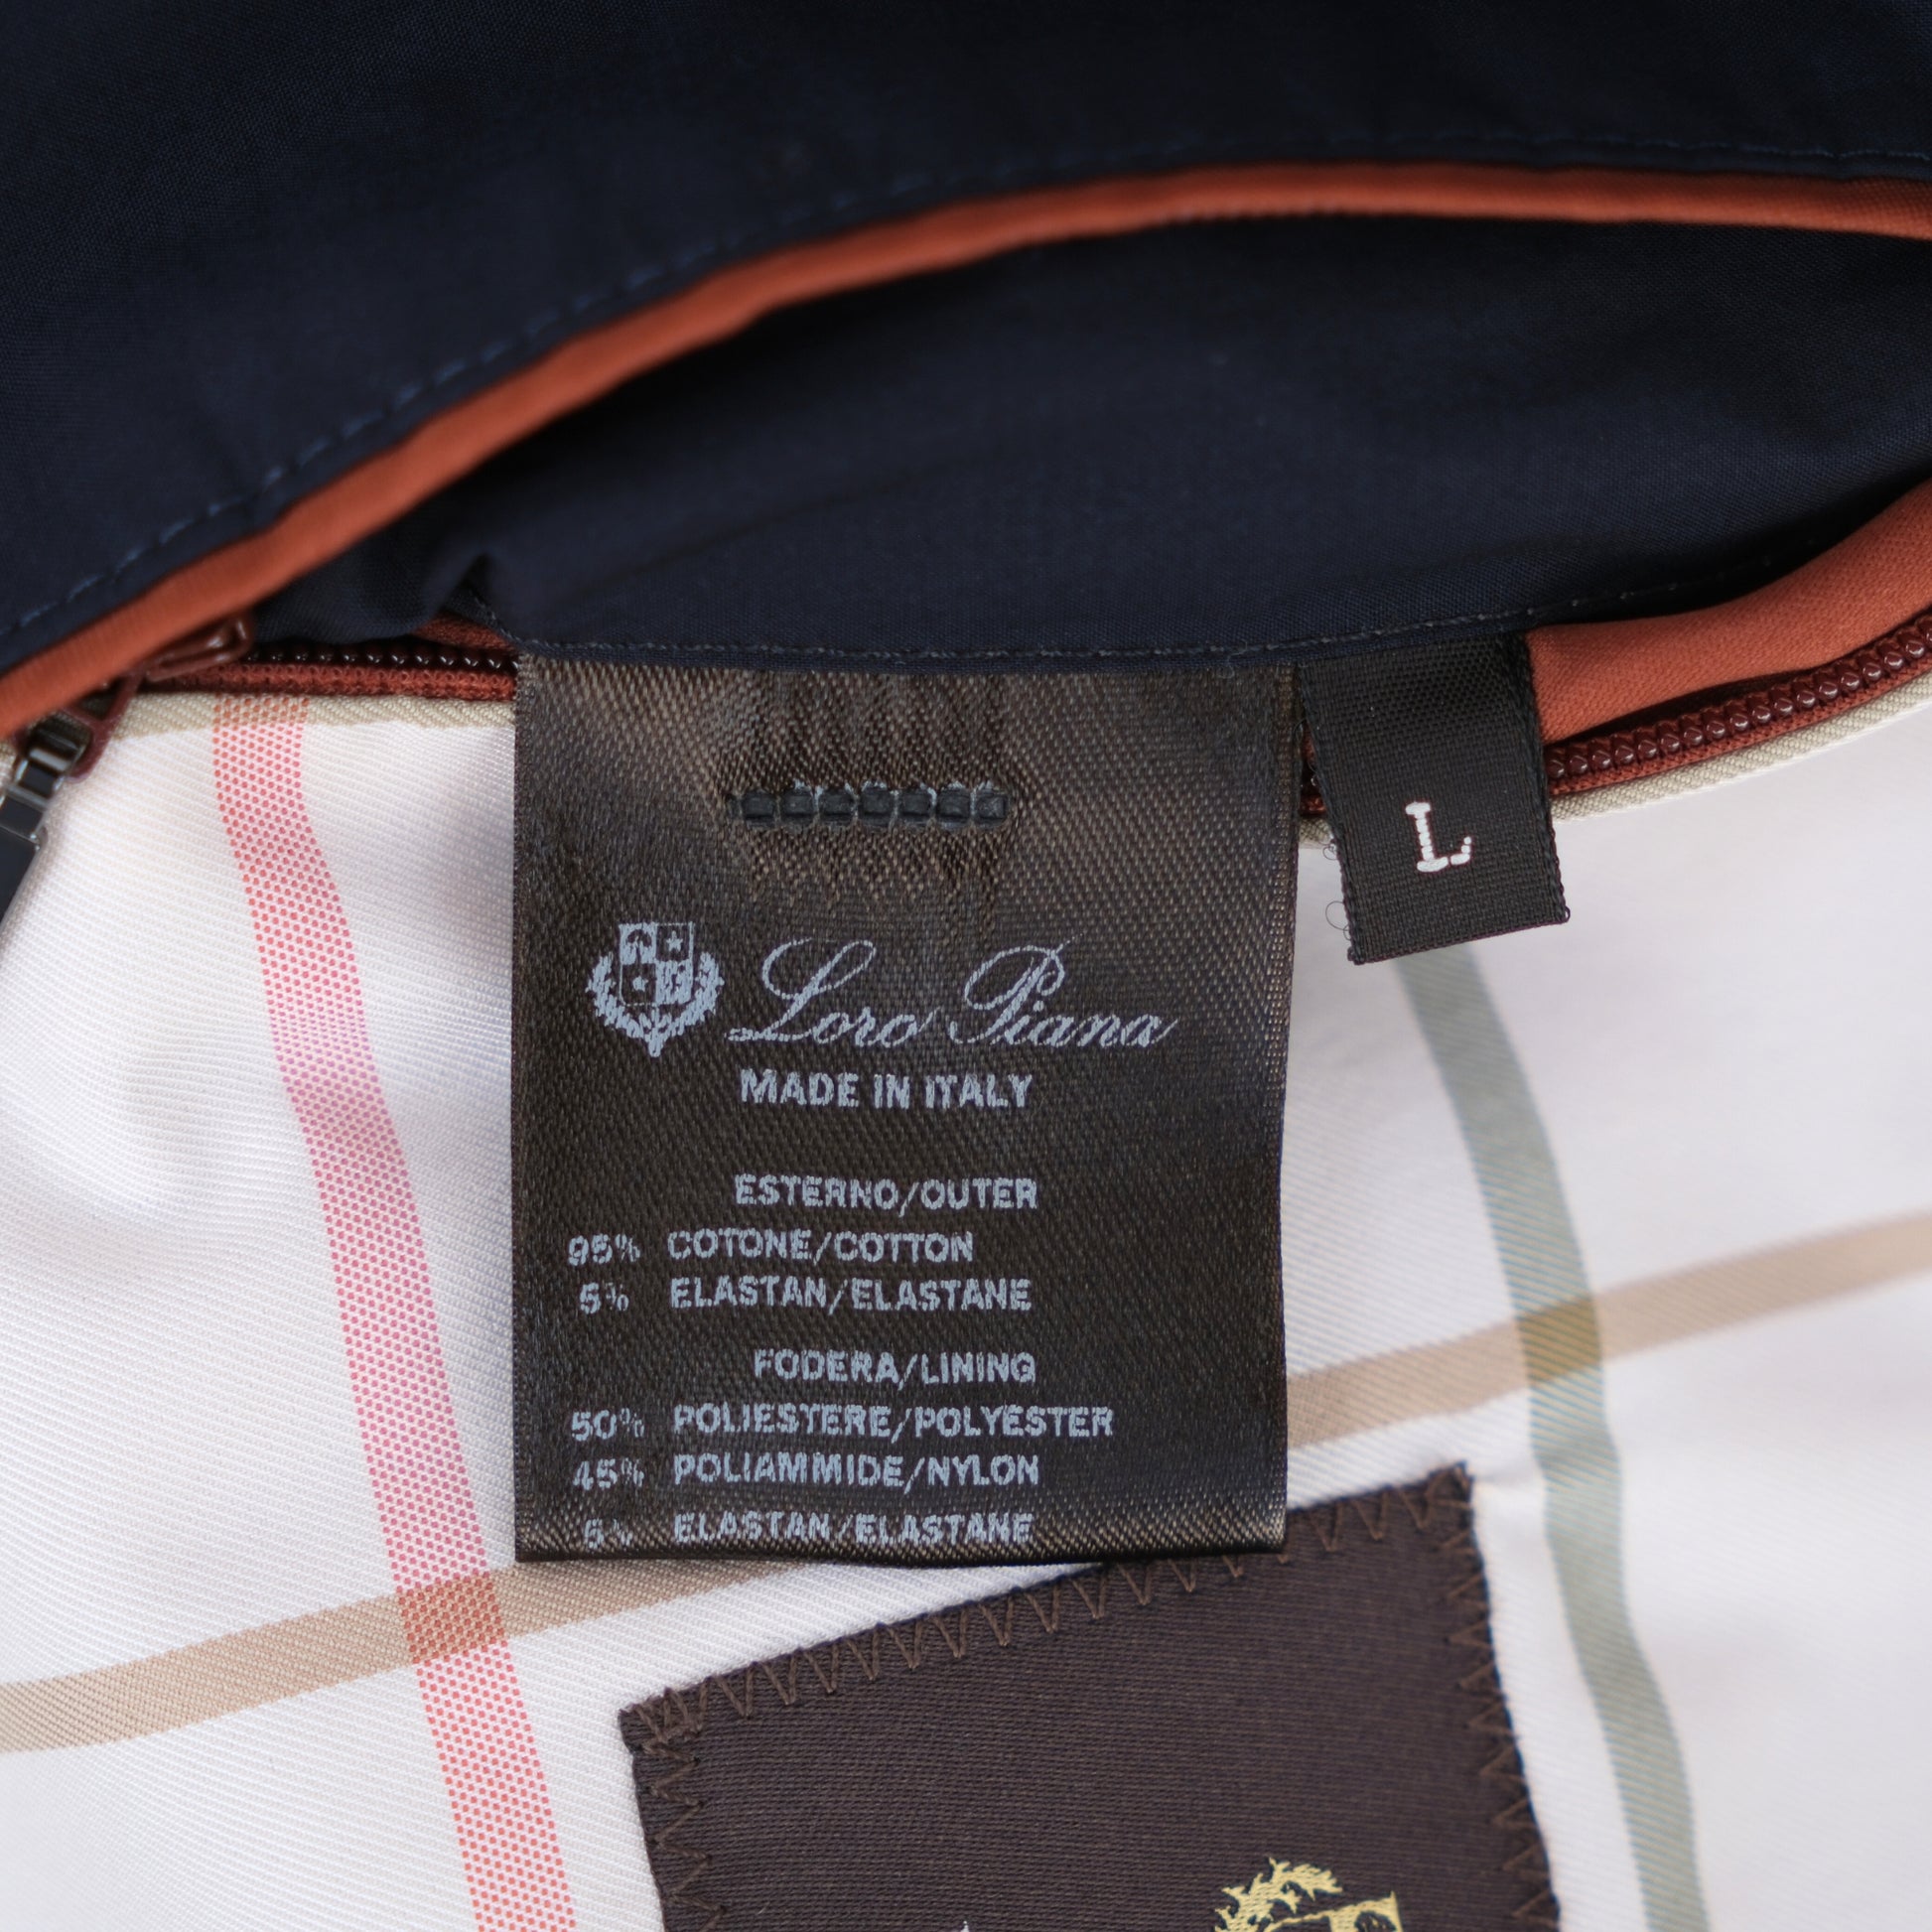 L
Loro Piana
MADE IN ITALY
ESTERNO/OUTER
95% COTONE/COTTON
5% ELASTAN/ELASTANE
FODERA/LINING
50% POLIESTERE/POLYESTER
45% POLIAMMIDE/NYLON
5% ELASTAN/ELASTANE